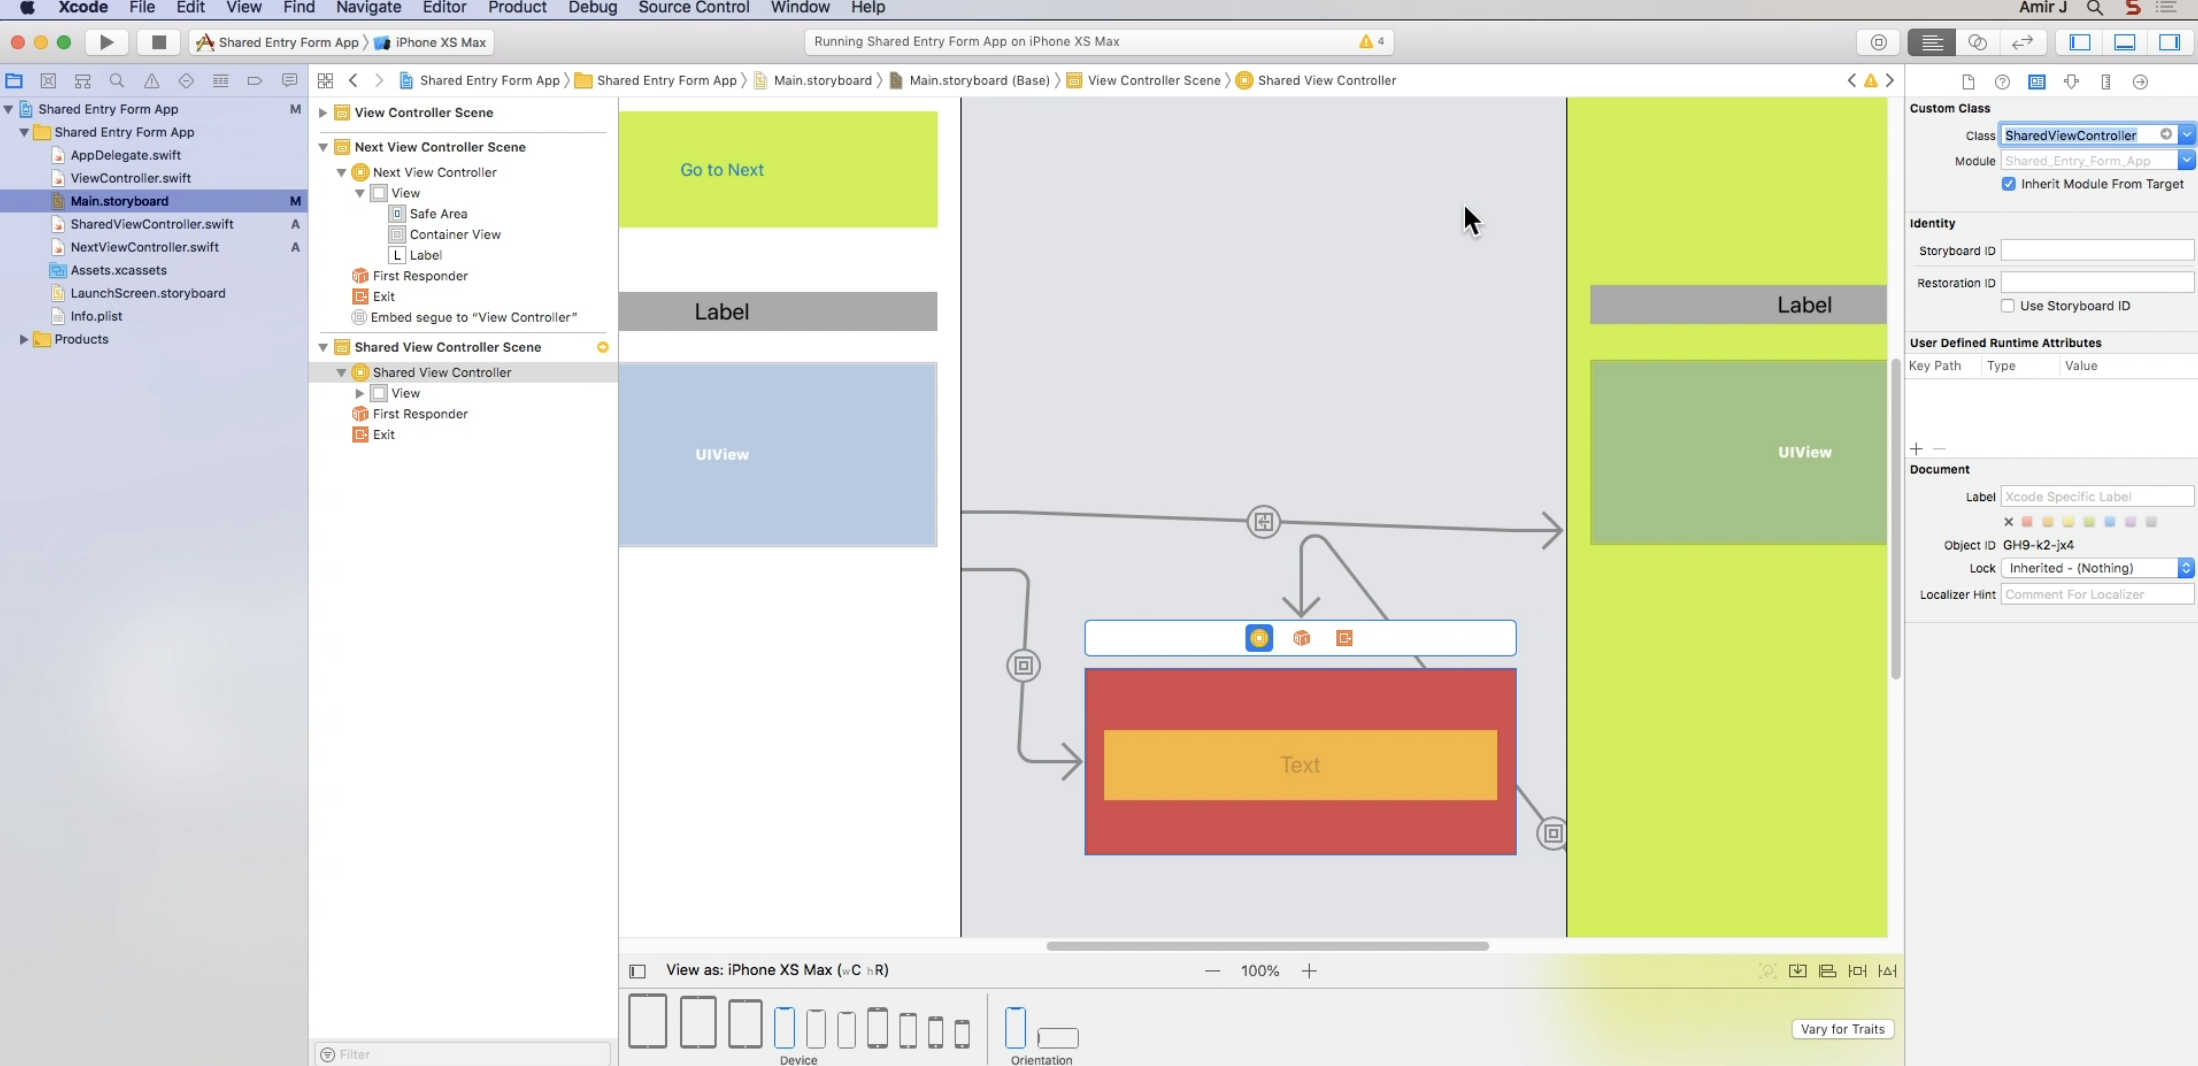 Xcode File Edit View Find Navigate Editor Product Debug Source Control Window Help Amir J
Shared Entry Form App iPhone XS Max
Running Shared Entry Form App on iPhone XS Max 4
Shared Entry Form App Shared Entry Form App Main.storyboard Main.storyboard (Base) View Controller Scene Shared View Controller
Shared Entry Form App M
Shared Entry Form App
AppDelegate.swift
ViewController.swift
Main.storyboard M
SharedViewController.swift A
NextViewController.swift A
Assets.xcassets
LaunchScreen.storyboard
Info.plist
Products
View Controller Scene
Next View Controller Scene
Next View Controller
View
Safe Area
Container View
L Label
First Responder
Exit
Embed segue to “View Controller”
Shared View Controller Scene
Shared View Controller
View
First Responder
Exit
Filter
Go to Next
Label
UIView
Text
Label
UIView
View as: iPhone XS Max (wC hR)
100%
Device
Orientation
Vary for Traits
Custom Class
Class SharedViewController
Module Shared_Entry_Form_App
Inherit Module From Target
Identity
Storyboard ID
Restoration ID
Use Storyboard ID
User Defined Runtime Attributes
Key Path Type Value
Document
Label Xcode Specific Label
Object ID GH9-k2-jx4
Lock Inherited - (Nothing)
Localizer Hint Comment For Localizer